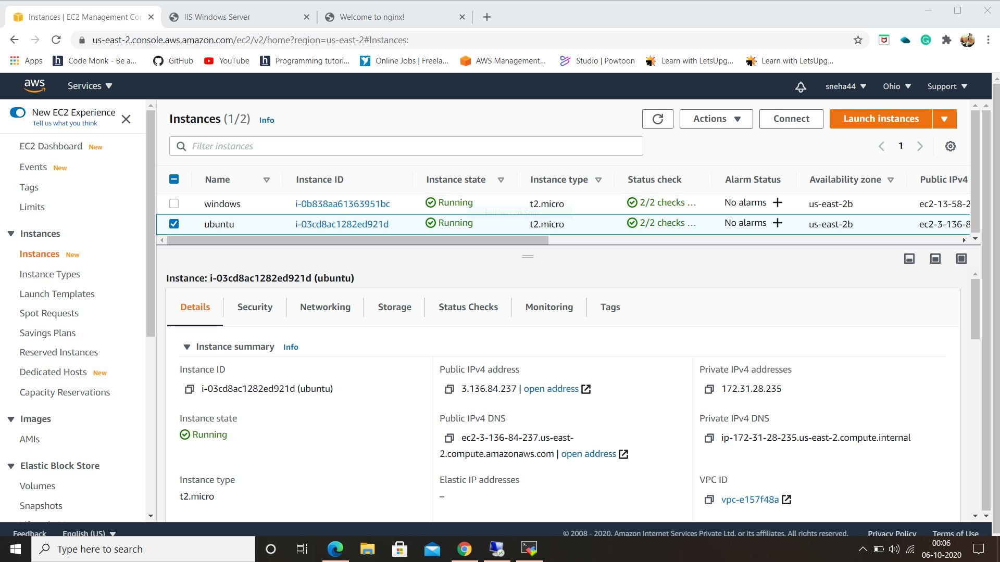 Instances | EC2 Management Con
IIS Windows Server
Welcome to nginx!
us-east-2.console.aws.amazon.com/ec2/v2/home?region=us-east-2#Instances:
Apps
Code Monk - Be a...
GitHub
YouTube
Programming tutori...
Online Jobs | Freela...
AWS Management...
Studio | Powtoon
Learn with LetsUpg...
Learn with LetsUpg...
aws
Services
sneha44
Ohio
Support
New EC2 Experience
Tell us what you think
EC2 Dashboard New
Events New
Tags
Limits
Instances
Instances New
Instance Types
Launch Templates
Spot Requests
Savings Plans
Reserved Instances
Dedicated Hosts New
Capacity Reservations
Images
AMIs
Elastic Block Store
Volumes
Snapshots
Instances (1/2) Info
Actions
Connect
Launch instances
Filter instances
1
Name Instance ID Instance state Instance type Status check Alarm Status Availability zone Public IPv4
windows i-0b838aa61363951bc Running t2.micro 2/2 checks ... No alarms us-east-2b ec2-13-58-2
Full-screen Snip
ubuntu i-03cd8ac1282ed921d Running t2.micro 2/2 checks ... No alarms us-east-2b ec2-3-136-8
Instance: i-03cd8ac1282ed921d (ubuntu)
Details Security Networking Storage Status Checks Monitoring Tags
Instance summary Info
Instance ID
i-03cd8ac1282ed921d (ubuntu)
Public IPv4 address
3.136.84.237 | open address
Private IPv4 addresses
172.31.28.235
Instance state
Running
Public IPv4 DNS
ec2-3-136-84-237.us-east-
2.compute.amazonaws.com | open address
Private IPv4 DNS
ip-172-31-28-235.us-east-2.compute.internal
Instance type
t2.micro
Elastic IP addresses
–
VPC ID
vpc-e157f48a
Feedback
English (US)
© 2008 - 2020, Amazon Internet Services Private Ltd. or its affiliates. All rights reserved.
Privacy Policy
Terms of Use
Type here to search
00:06
06-10-2020